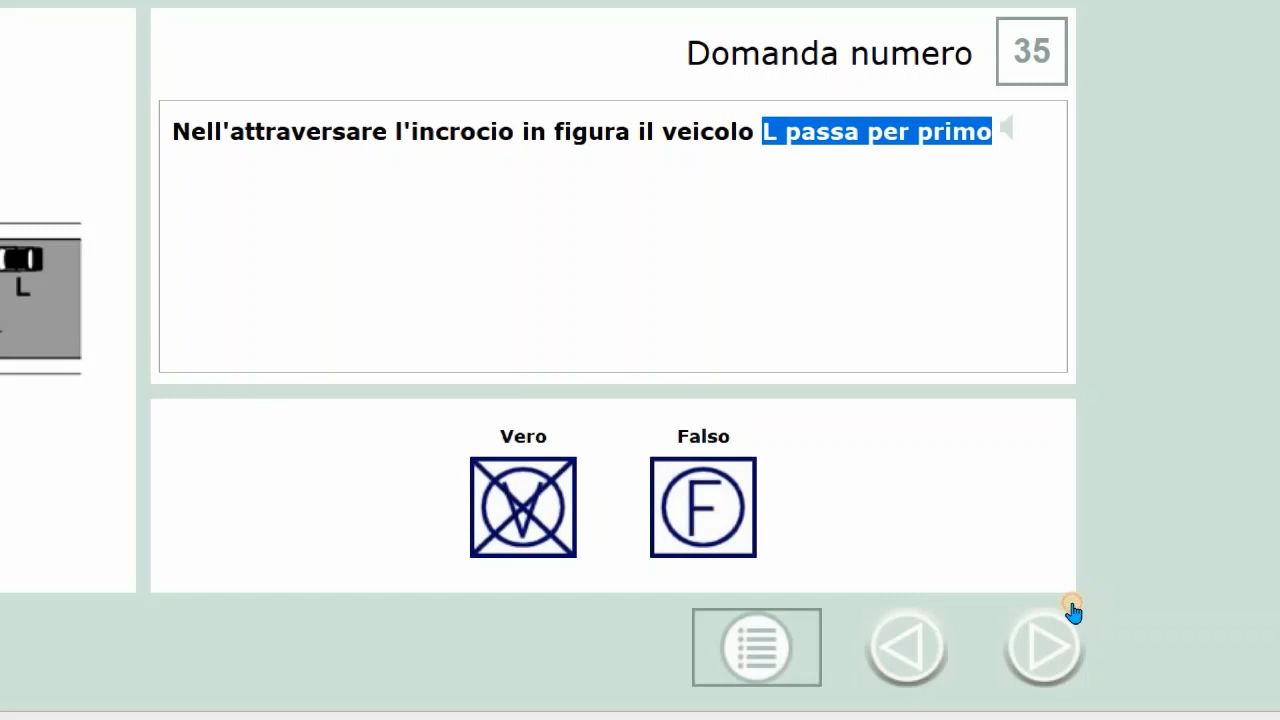 Domanda numero 35
Nell'attraversare l'incrocio in figura il veicolo L passa per primo
L
Vero Falso
V F